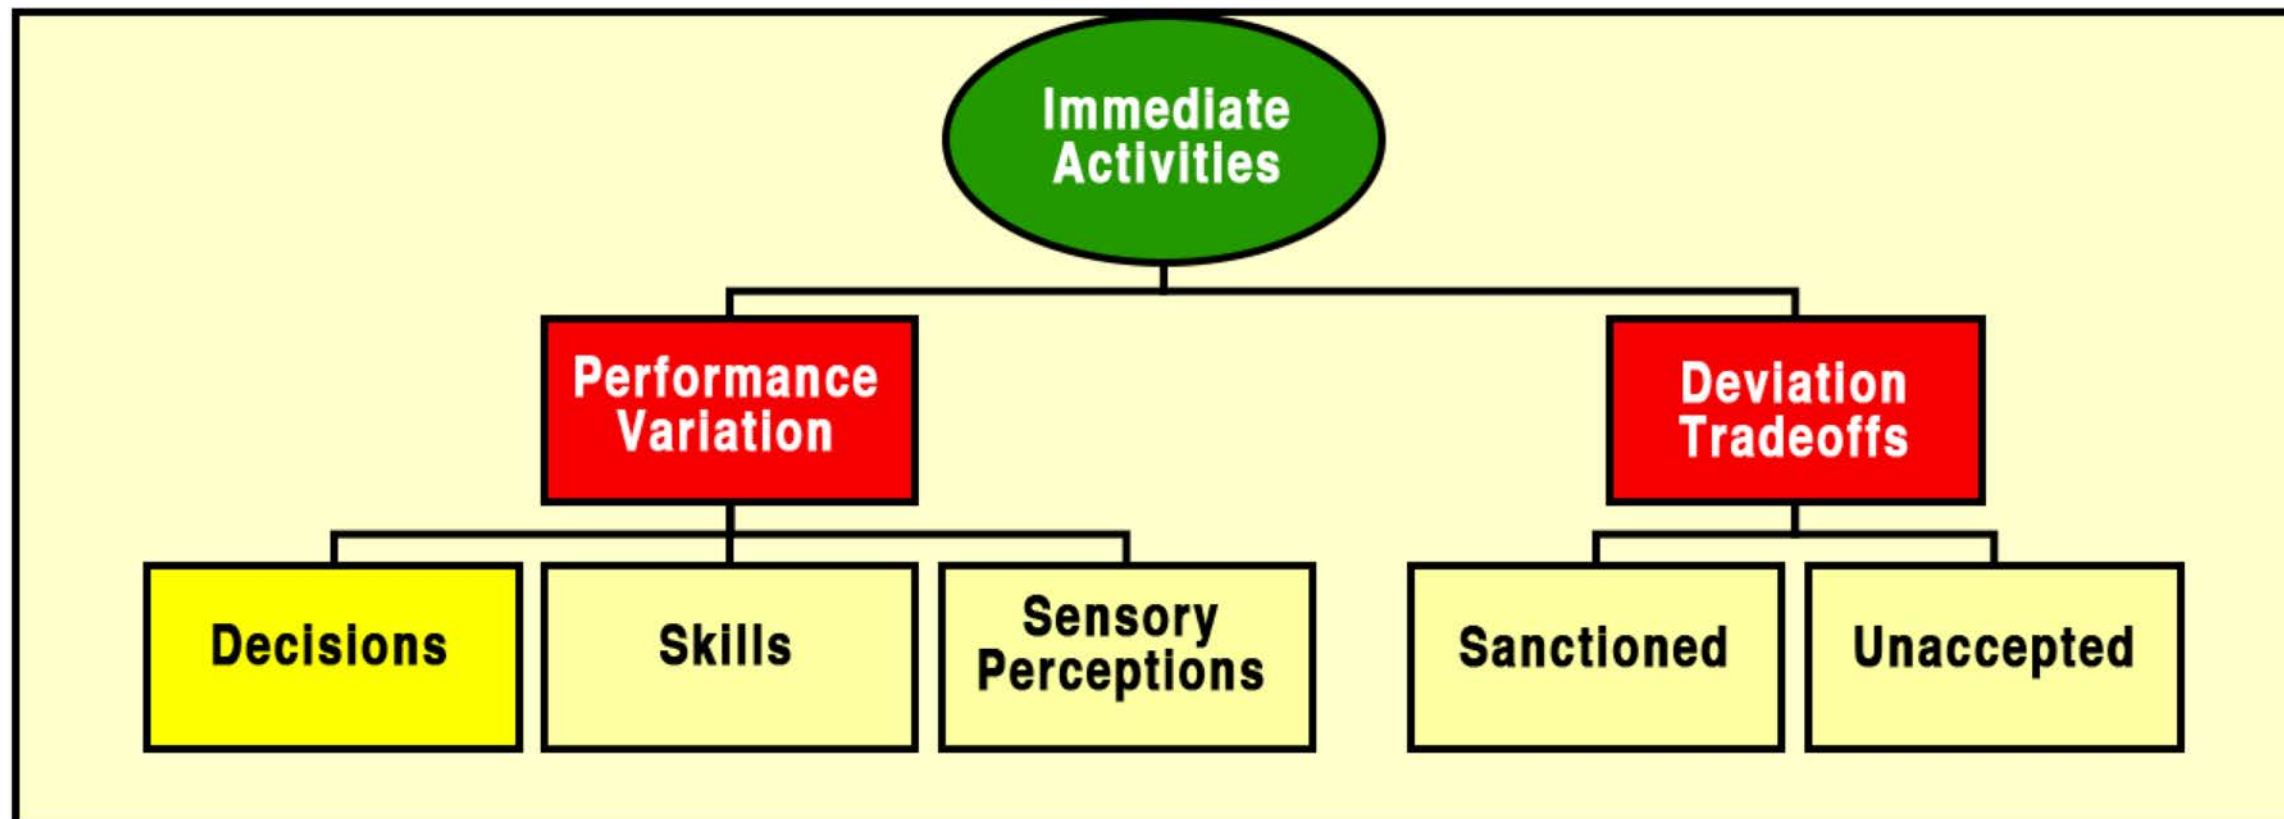 Immediate
Activities
Performance
Variation
Deviation
Tradeoffs
Decisions
Skills
Sensory
Perceptions
Sanctioned
Unaccepted